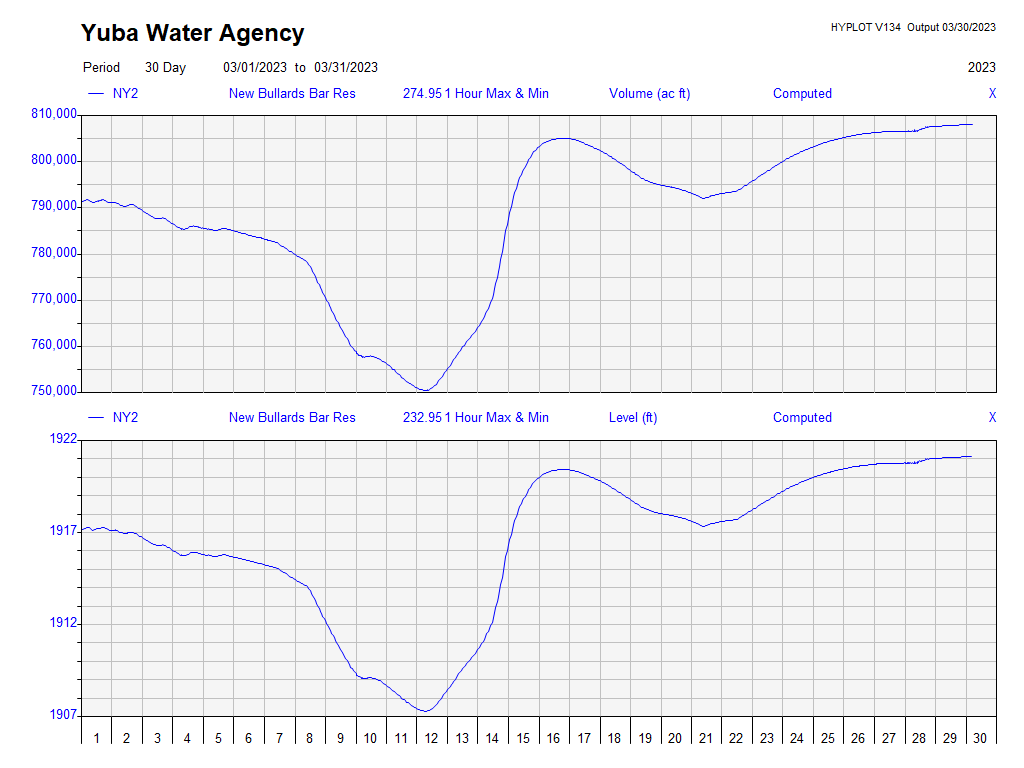 Yuba Water Agency
HYPLOT V134 Output 03/30/2023
Period 30 Day 03/01/2023 to 03/31/2023 2023
NY2 New Bullards Bar Res 274.95 1 Hour Max & Min Volume (ac ft) Computed X
810,000
800,000
790,000
780,000
770,000
760,000
750,000
NY2 New Bullards Bar Res 232.95 1 Hour Max & Min Level (ft) Computed X
1922
1917
1912
1907
1 2 3 4 5 6 7 8 9 10 11 12 13 14 15 16 17 18 19 20 21 22 23 24 25 26 27 28 29 30